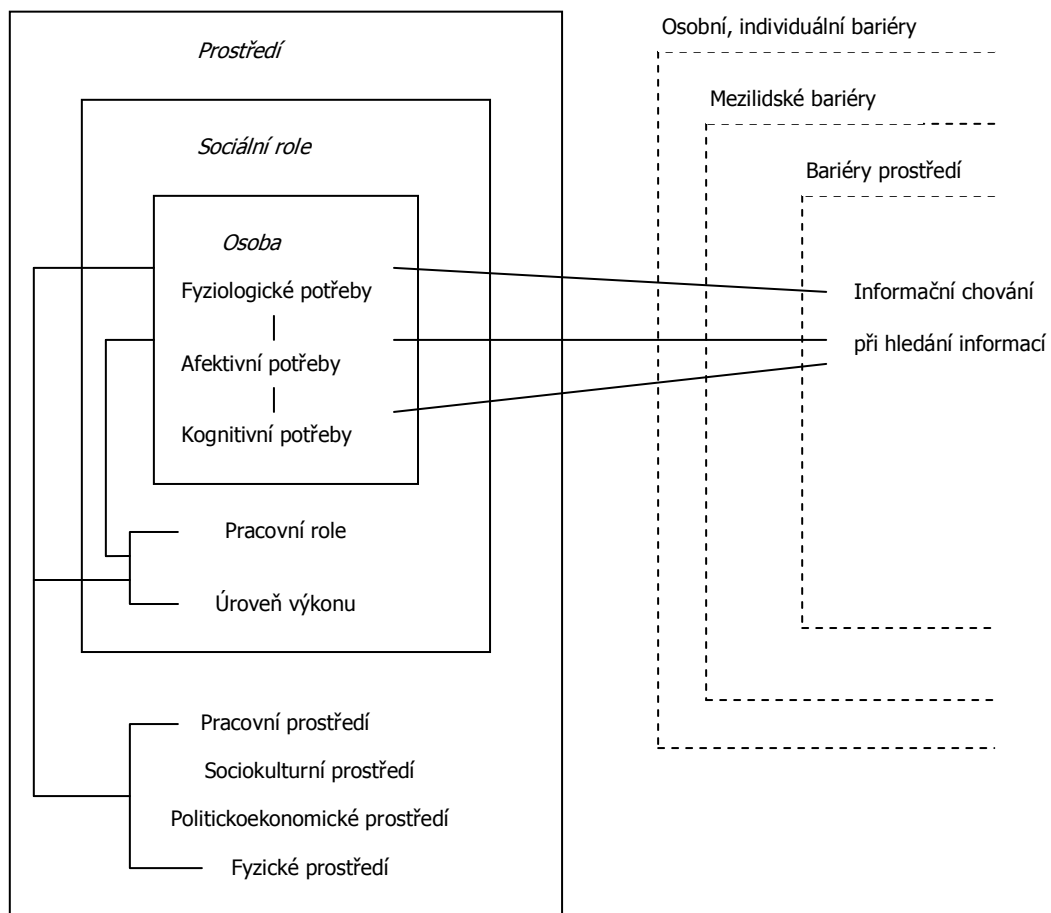 Prostředí
Sociální role
Osoba
Fyziologické potřeby
Afektivní potřeby
Kognitivní potřeby
Pracovní role
Úroveň výkonu
Pracovní prostředí
Sociokulturní prostředí
Politickoekonomické prostředí
Fyzické prostředí
Osobní, individuální bariéry
Mezilidské bariéry
Bariéry prostředí
Informační chování
při hledání informací